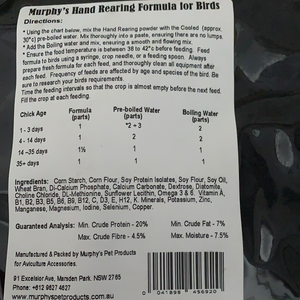 Murphy's Hand Rearing Formula for Birds
Directions:
* Using the chart below, mix the Hand Rearing powder with the Cooled (approx.
30°c) pre-boiled water. Mix thoroughly into a paste, ensuring there are no lumps.
* Add the Boiling water and mix, ensuring a smooth and flowing mix.
* Ensure the food temperature is between 38 to 42° c before feeding. Feed
formula to birds using a syringe, crop needle, or a feeding spoon. Always
prepare fresh formula for each feed, and thoroughly clean all equipment after
each feed. Frequency of feeds are affected by age and species of the bird. Be
sure to research your birds requirements.
Time the feeding intervals so that the crop is almost empty before the next feed.
Fill the crop at each feeding.
Chick Age Formula (parts) Pre-boiled Water (parts) Boiling Water (parts)
1 - 3 days 1 *2 + 3 2
4 - 14 days 1 2 2
14 -35 days 1½ 1 1
35+ days 1 1 1
Ingredients: Corn Starch, Corn Flour, Soy Protein Isolates, Soy Flour, Soy Oil,
Wheat Bran, Di-Calcium Phosphate, Calcium Carbonate, Dextrose, Diatomite,
Choline Chloride, DL-Methionine, Sunflower Seed, Lecithin, Omega 3 & 6. Vitamin A,
B1, B2, B3, B5, B6, B9, B12, C, D3, E, H12, K. Minerals, Potassium, Zinc,
Manganese, Magnesium, Iodine, Selenium, Copper.
Guaranteed Analysis: Min. Crude Protein - 20% Min. Crude Fat - 7%
Max. Crude Fibre - 4.5% Max. Moisture - 7.5%
Manufactured & Packed by Murphy's Pet Products
for Aviculture Accessories.
91 Excelsior Ave, Marsden Park. NSW 2765
Phone: +612 9627 4627
www.murphyspetproducts.com.au
0 041895 456920